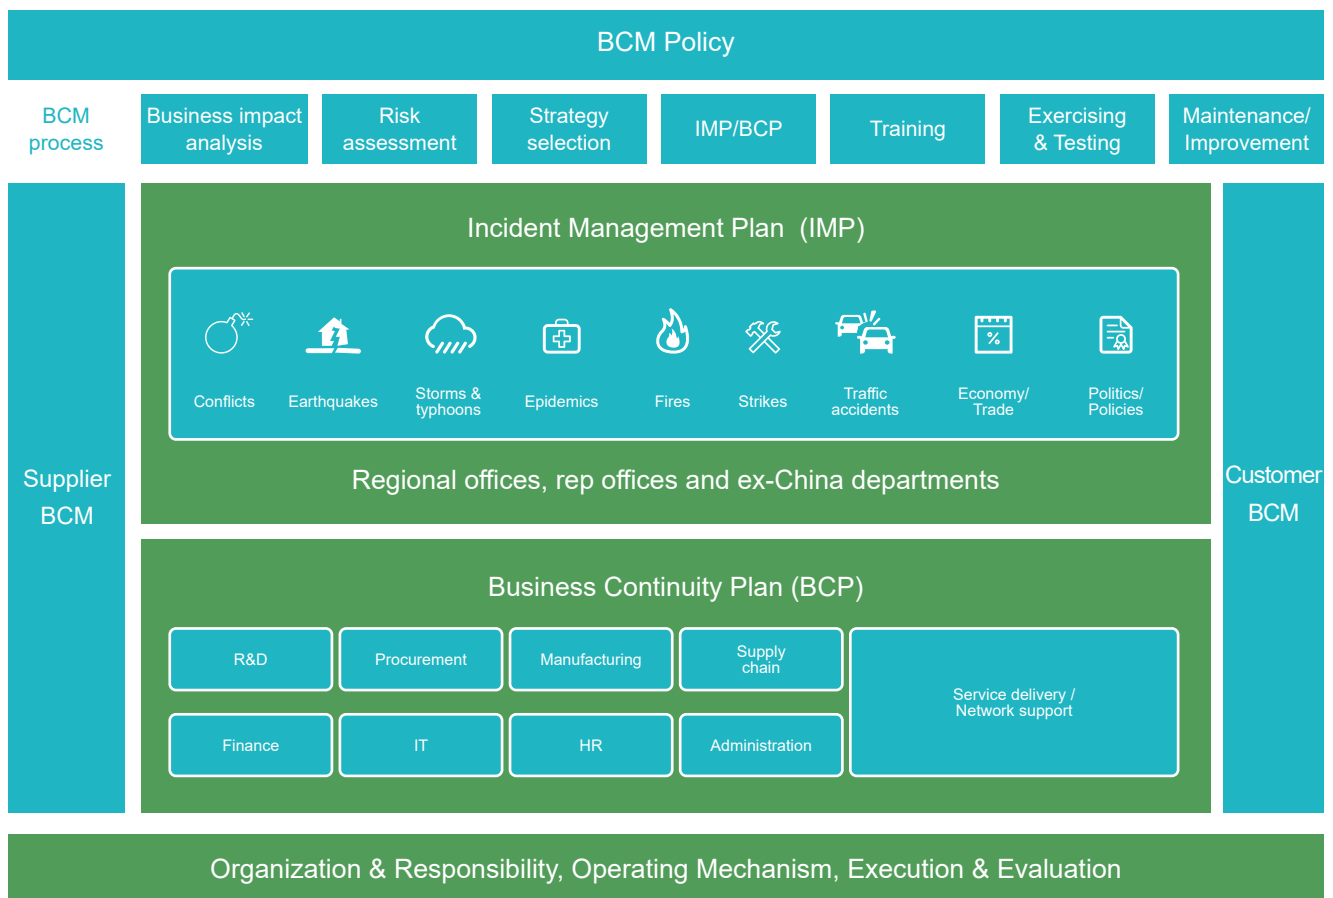 BCM Policy
BCM
process
Business impact
analysis
Risk
assessment
Strategy
selection
IMP/BCP
Training
Exercising
& Testing
Maintenance/
Improvement
Supplier
BCM
Incident Management Plan (IMP)
Conflicts
Earthquakes
Storms &
typhoons
Epidemics
Fires
Strikes
Traffic
accidents
%
Economy/
Trade
Politics/
Policies
Regional offices, rep offices and ex-China departments
Customer
BCM
Business Continuity Plan (BCP)
R&D
Procurement
Manufacturing
Supply
chain
Service delivery /
Network support
Finance
IT
HR
Administration
Organization & Responsibility, Operating Mechanism, Execution & Evaluation